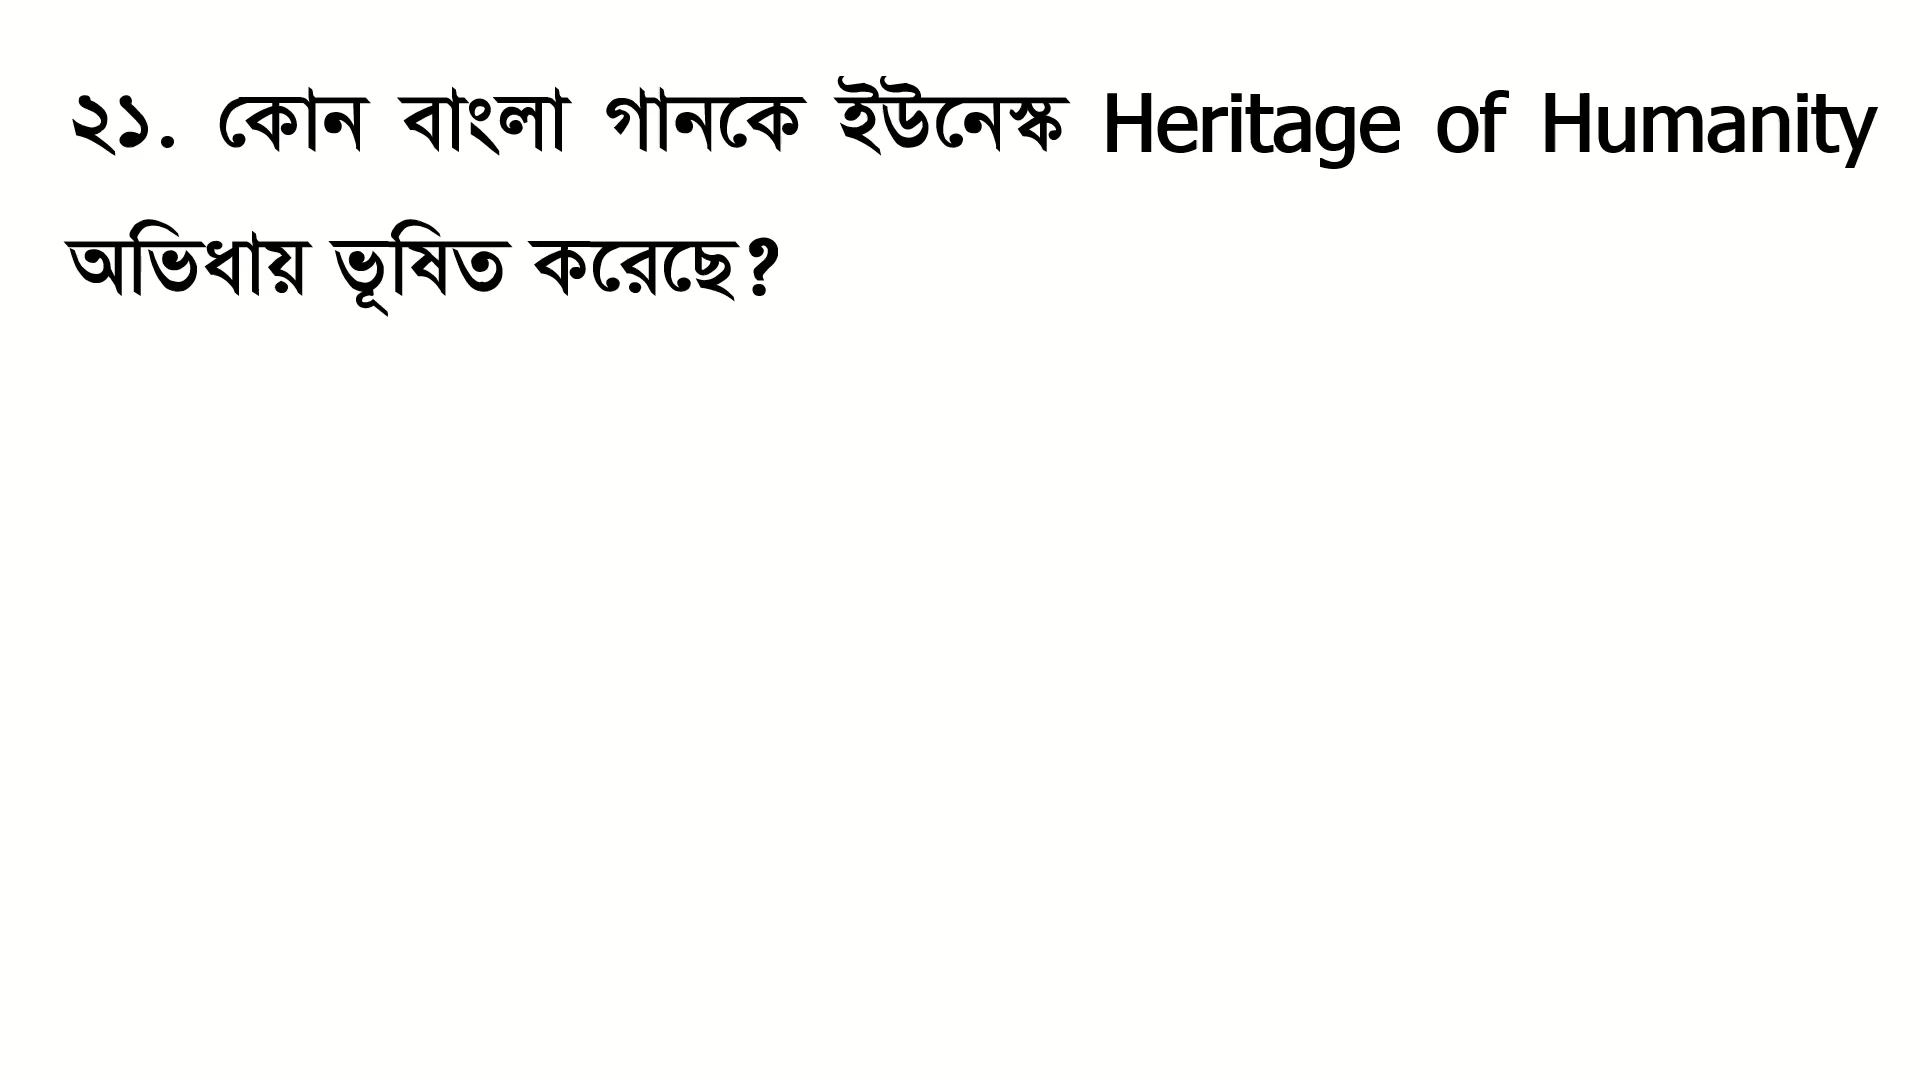 ২১. কোন বাংলা গানকে ইউনেস্ক Heritage of Humanity
অভিধায় ভূষিত করেছে?